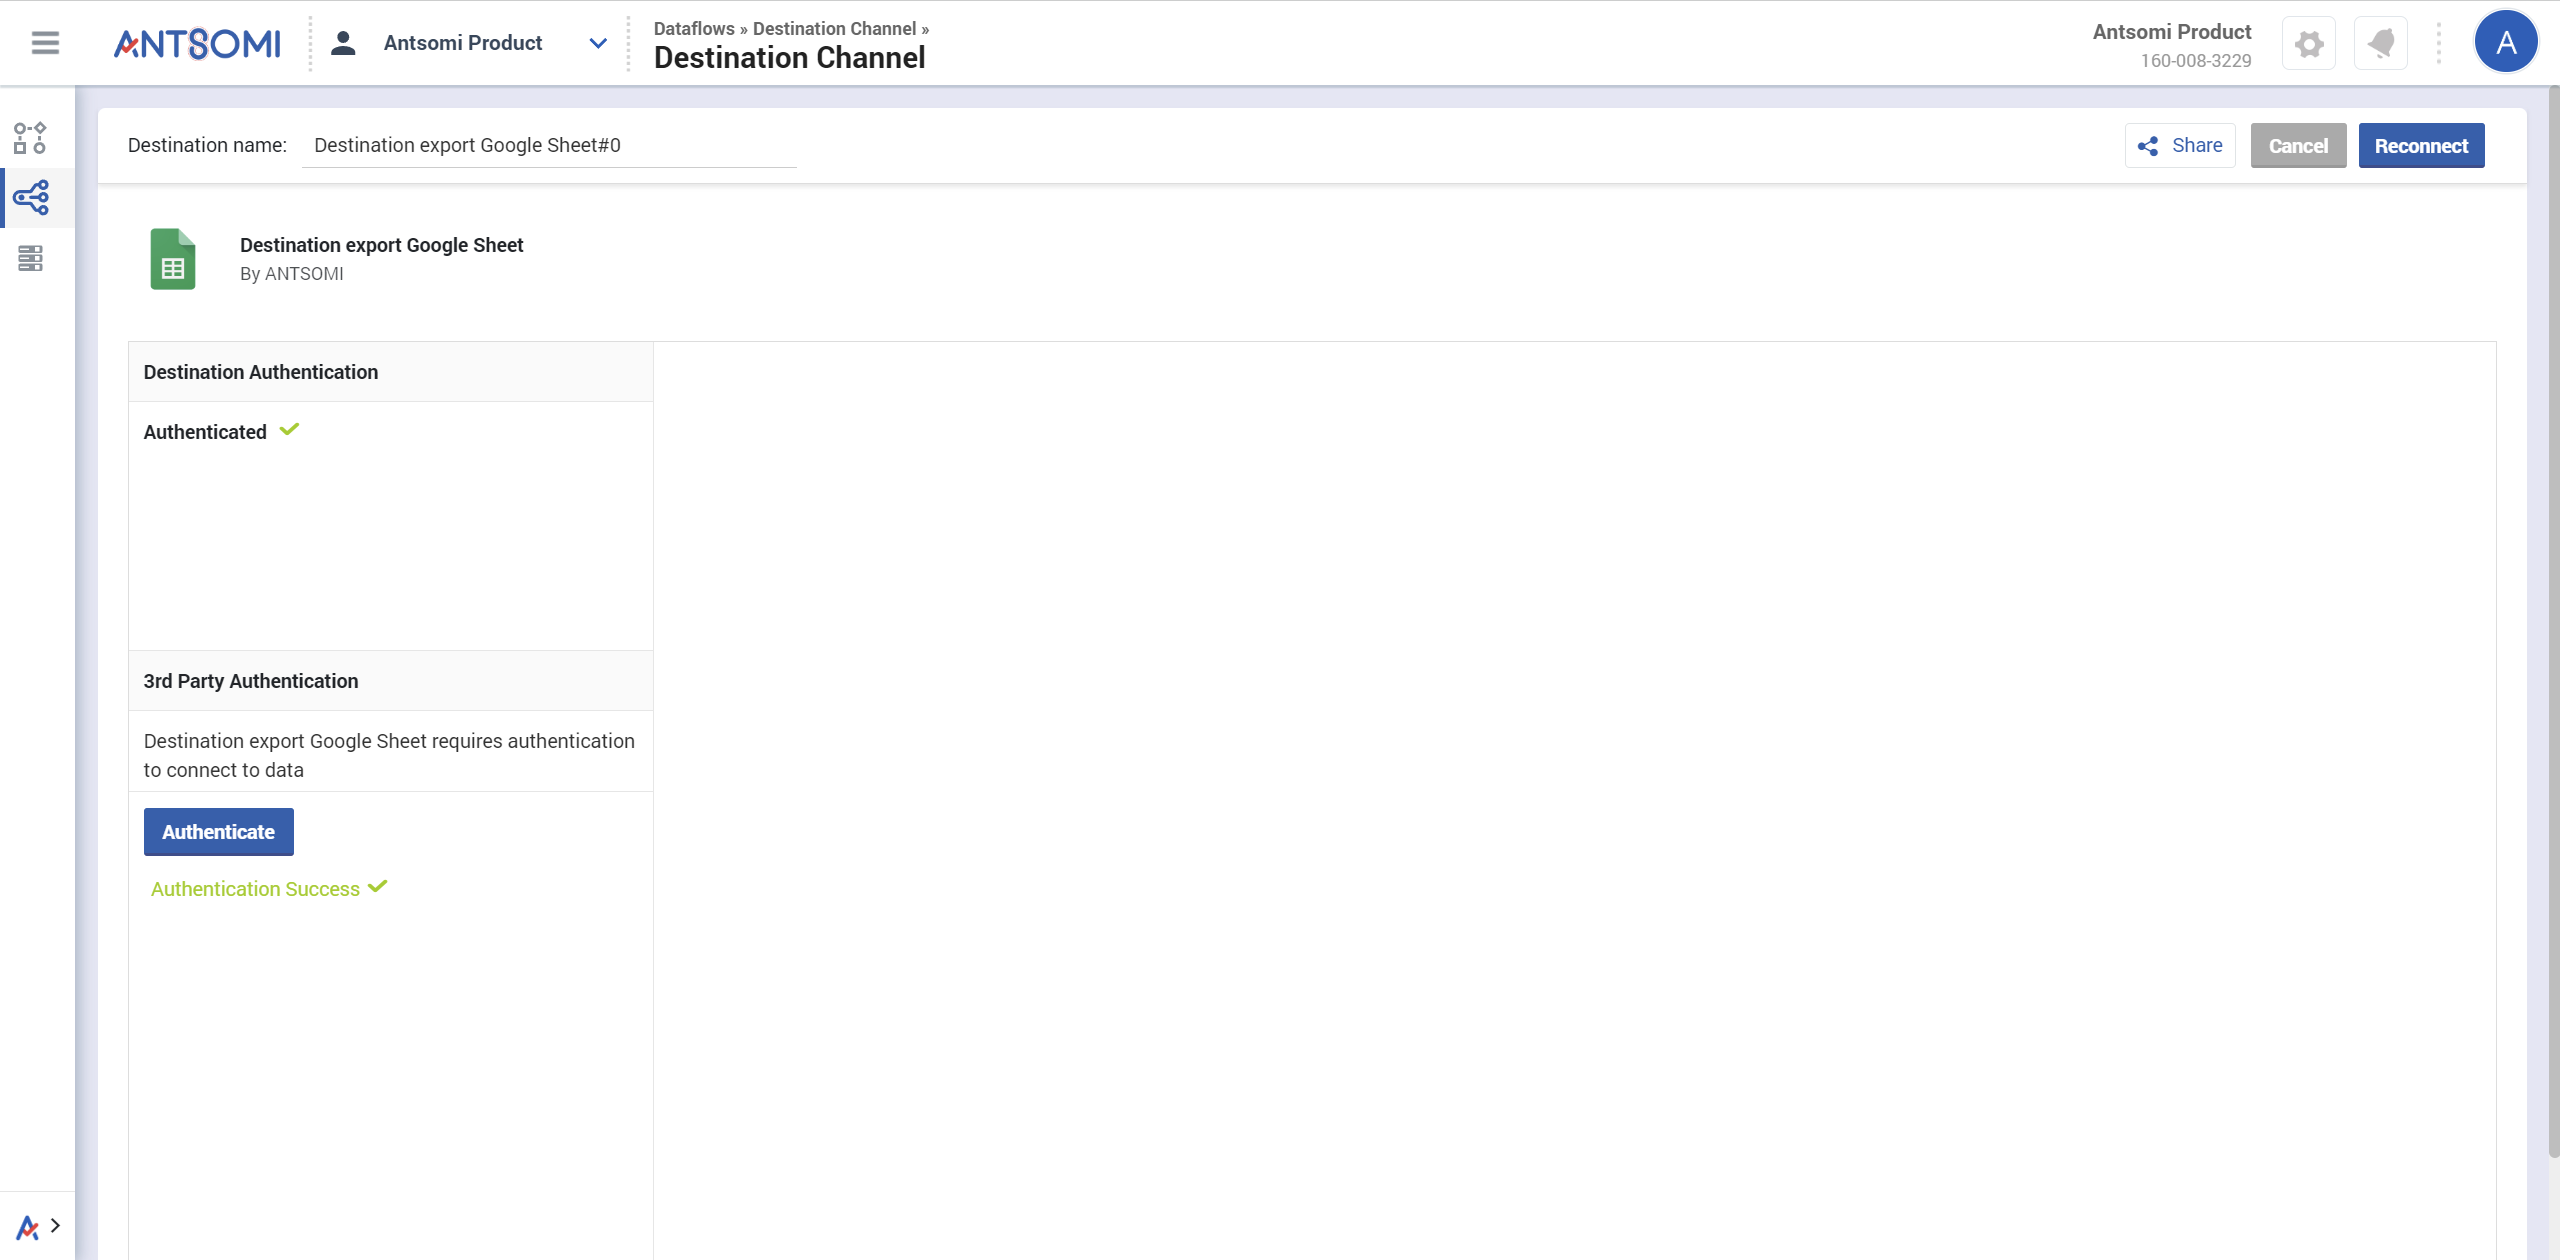 ANTSOMI
Antsomi Product
Dataflows » Destination Channel »
Destination Channel
Antsomi Product
160-008-3229
A
Destination name:
Destination export Google Sheet#0
Share
Cancel
Reconnect
Destination export Google Sheet
By ANTSOMI
Destination Authentication
Authenticated
3rd Party Authentication
Destination export Google Sheet requires authentication
to connect to data
Authenticate
Authentication Success